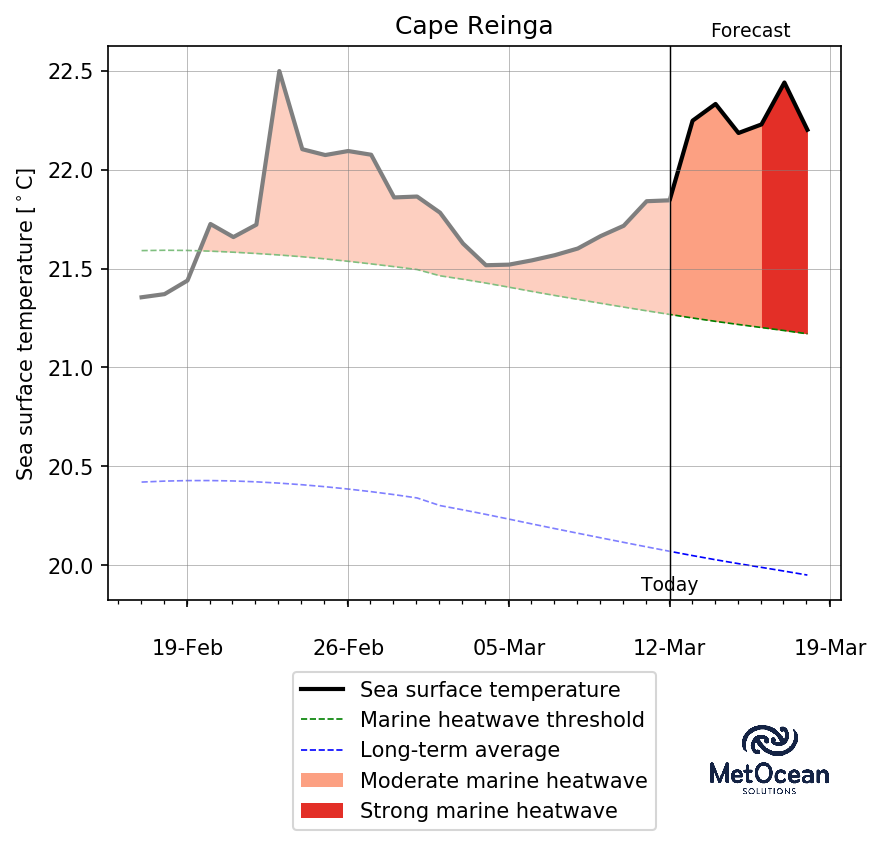 Cape Reinga
Forecast
Sea surface temperature [°C]
22.5
22.0
21.5
21.0
20.5
20.0
Today
19-Feb
26-Feb
05-Mar
12-Mar
19-Mar
Sea surface temperature
Marine heatwave threshold
Long-term average
Moderate marine heatwave
Strong marine heatwave
MetOcean
SOLUTIONS